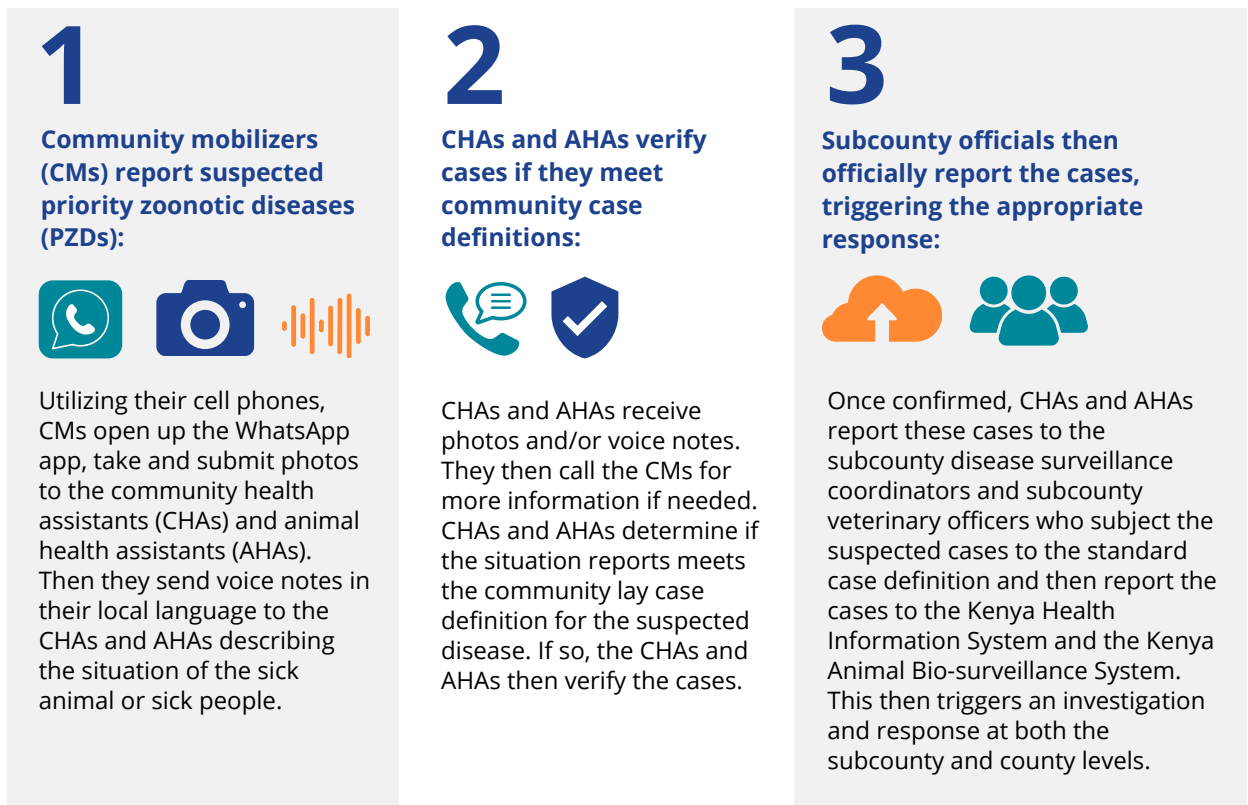 1
Community mobilizers
(CMs) report suspected
priority zoonotic diseases
(PZDs):
Utilizing their cell phones,
CMs open up the WhatsApp
app, take and submit photos
to the community health
assistants (CHAs) and animal
health assistants (AHAs).
Then they send voice notes in
their local language to the
CHAs and AHAs describing
the situation of the sick
animal or sick people.
2
CHAs and AHAs verify
cases if they meet
community case
definitions:
CHAs and AHAs receive
photos and/or voice notes.
They then call the CMs for
more information if needed.
CHAs and AHAs determine if
the situation reports meets
the community lay case
definition for the suspected
disease. If so, the CHAs and
AHAs then verify the cases.
3
Subcounty officials then
officially report the cases,
triggering the appropriate
response:
Once confirmed, CHAs and AHAs
report these cases to the
subcounty disease surveillance
coordinators and subcounty
veterinary officers who subject the
suspected cases to the standard
case definition and then report the
cases to the Kenya Health
Information System and the Kenya
Animal Bio-surveillance System.
This then triggers an investigation
and response at both the
subcounty and county levels.